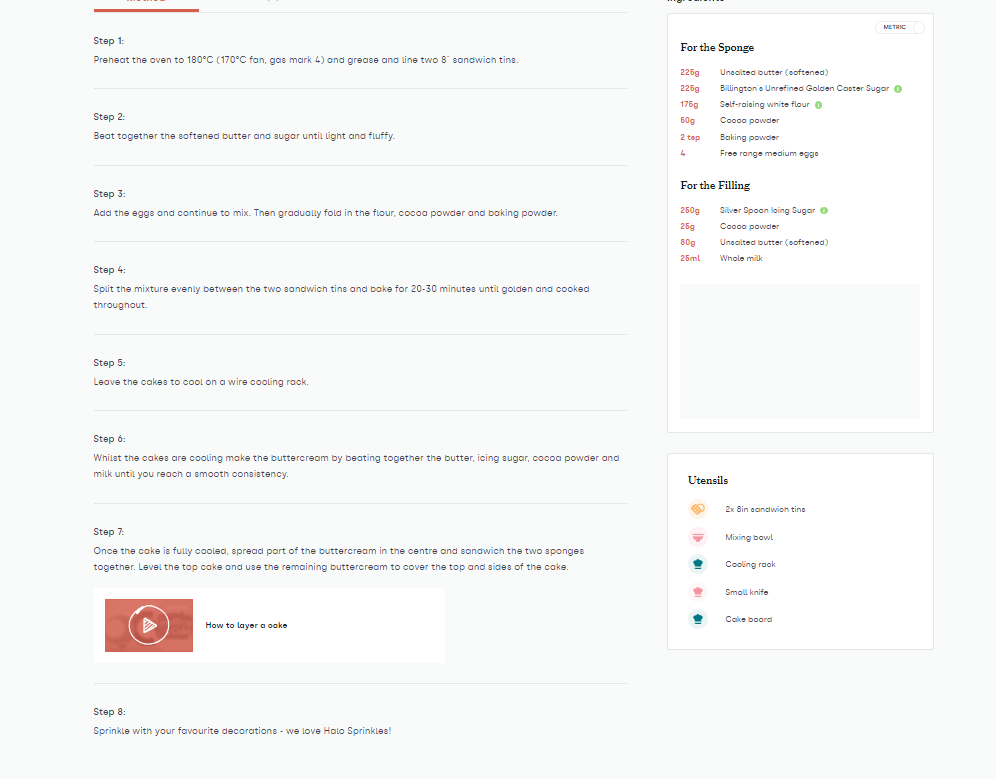 Step 1:
Preheat the oven to 180°C (170°C fan, gas mark 4) and grease and line two 8" sandwich tins.
Step 2:
Beat together the softened butter and sugar until light and fluffy.
Step 3:
Add the eggs and continue to mix. Then gradually fold in the flour, cocoa powder and baking powder.
Step 4:
Split the mixture evenly between the two sandwich tins and bake for 20-30 minutes until golden and cooked
throughout.
Step 5:
Leave the cakes to cool on a wire cooling rack.
Step 6:
Whilst the cakes are cooling make the buttercream by beating together the butter, icing sugar, cocoa powder and
milk until you reach a smooth consistency.
Step 7:
Once the cake is fully cooled, spread part of the buttercream in the centre and sandwich the two sponges
together. Level the top cake and use the remaining buttercream to cover the top and sides of the cake.
How to layer a cake
Step 8:
Sprinkle with your favourite decorations - we love Halo Sprinkles!
METRIC
For the Sponge
225g Unsalted butter (softened)
225g Billington's Unrefined Golden Caster Sugar i
175g Self-raising white flour i
50g Cocoa powder
2 tsp Baking powder
4 Free range medium eggs
For the Filling
250g Silver Spoon Icing Sugar i
25g Cocoa powder
80g Unsalted butter (softened)
25ml Whole milk
Utensils
2x 8in sandwich tins
Mixing bowl
Cooling rack
Small knife
Cake board